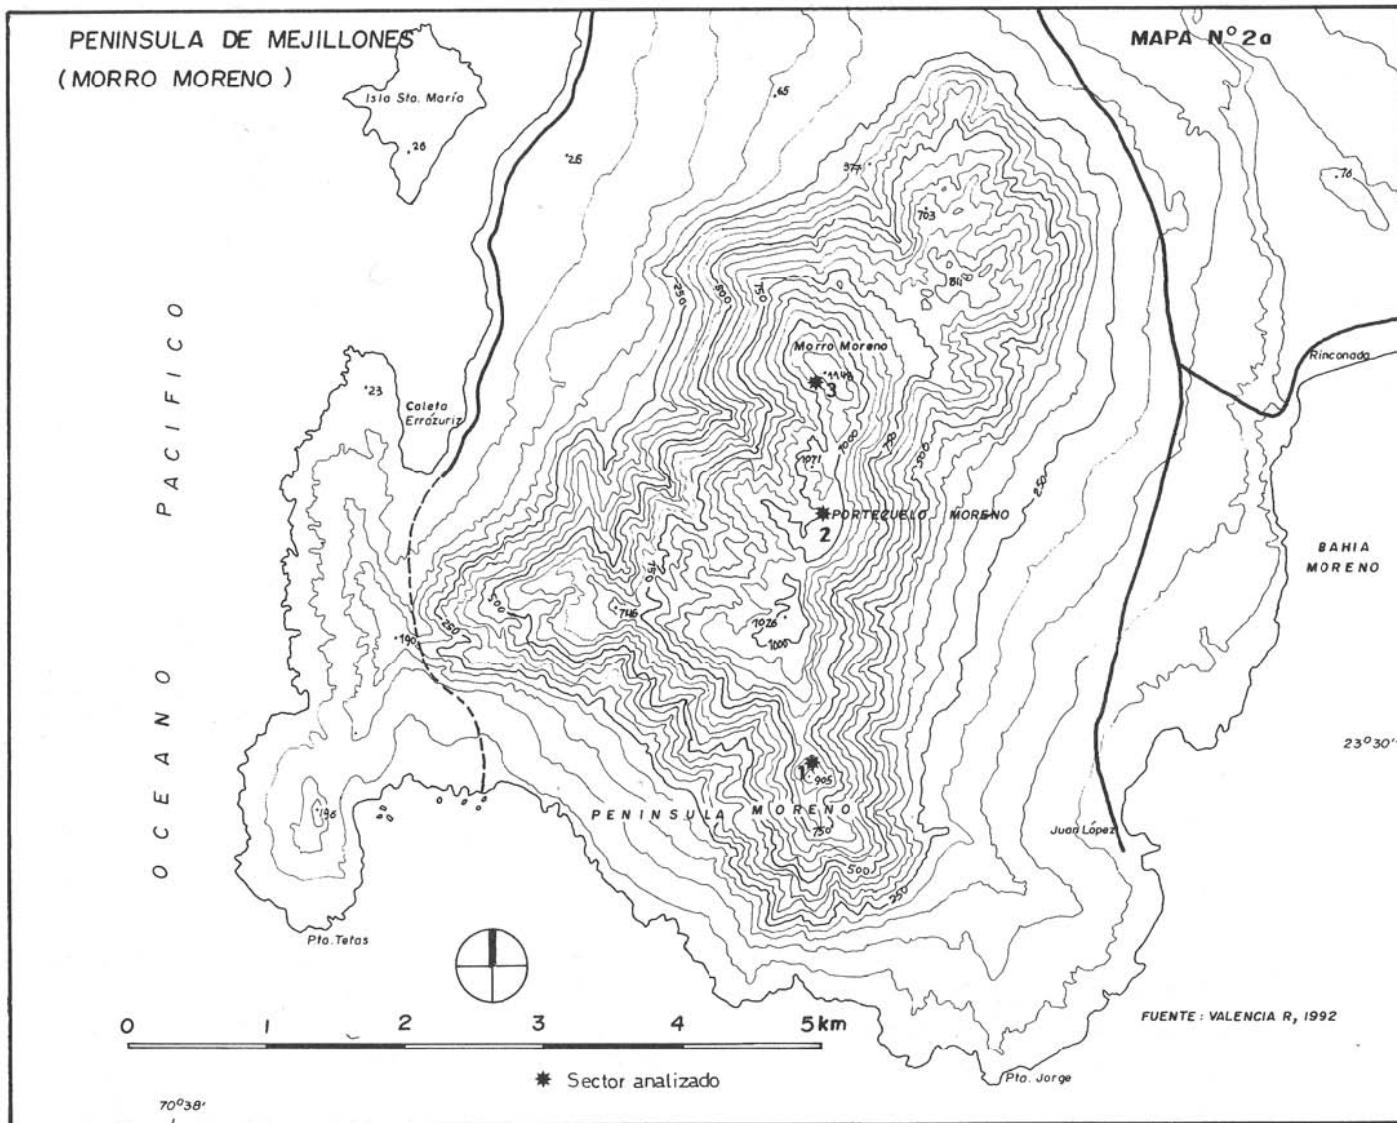 PENINSULA DE MEJILLONES
(MORRO MORENO)
MAPA N° 2a
Isla Sta. María
26
26
65
377
703
76
811
250
500
750
Morro Moreno
1148
3
Rinconada
23
Caleta
Errázuriz
1071
1000
750
500
250
PORTEZUELO MORENO
2
BAHIA
MORENO
OCEANO PACIFICO
750
500
746
250
190
1026
1000
23°30'
1
905
PENINSULA MORENO
196
750
Juan López
500
250
Pta. Tetas
0 1 2 3 4 5 km
FUENTE: VALENCIA R, 1992
Sector analizado
Pta. Jorge
70°38'